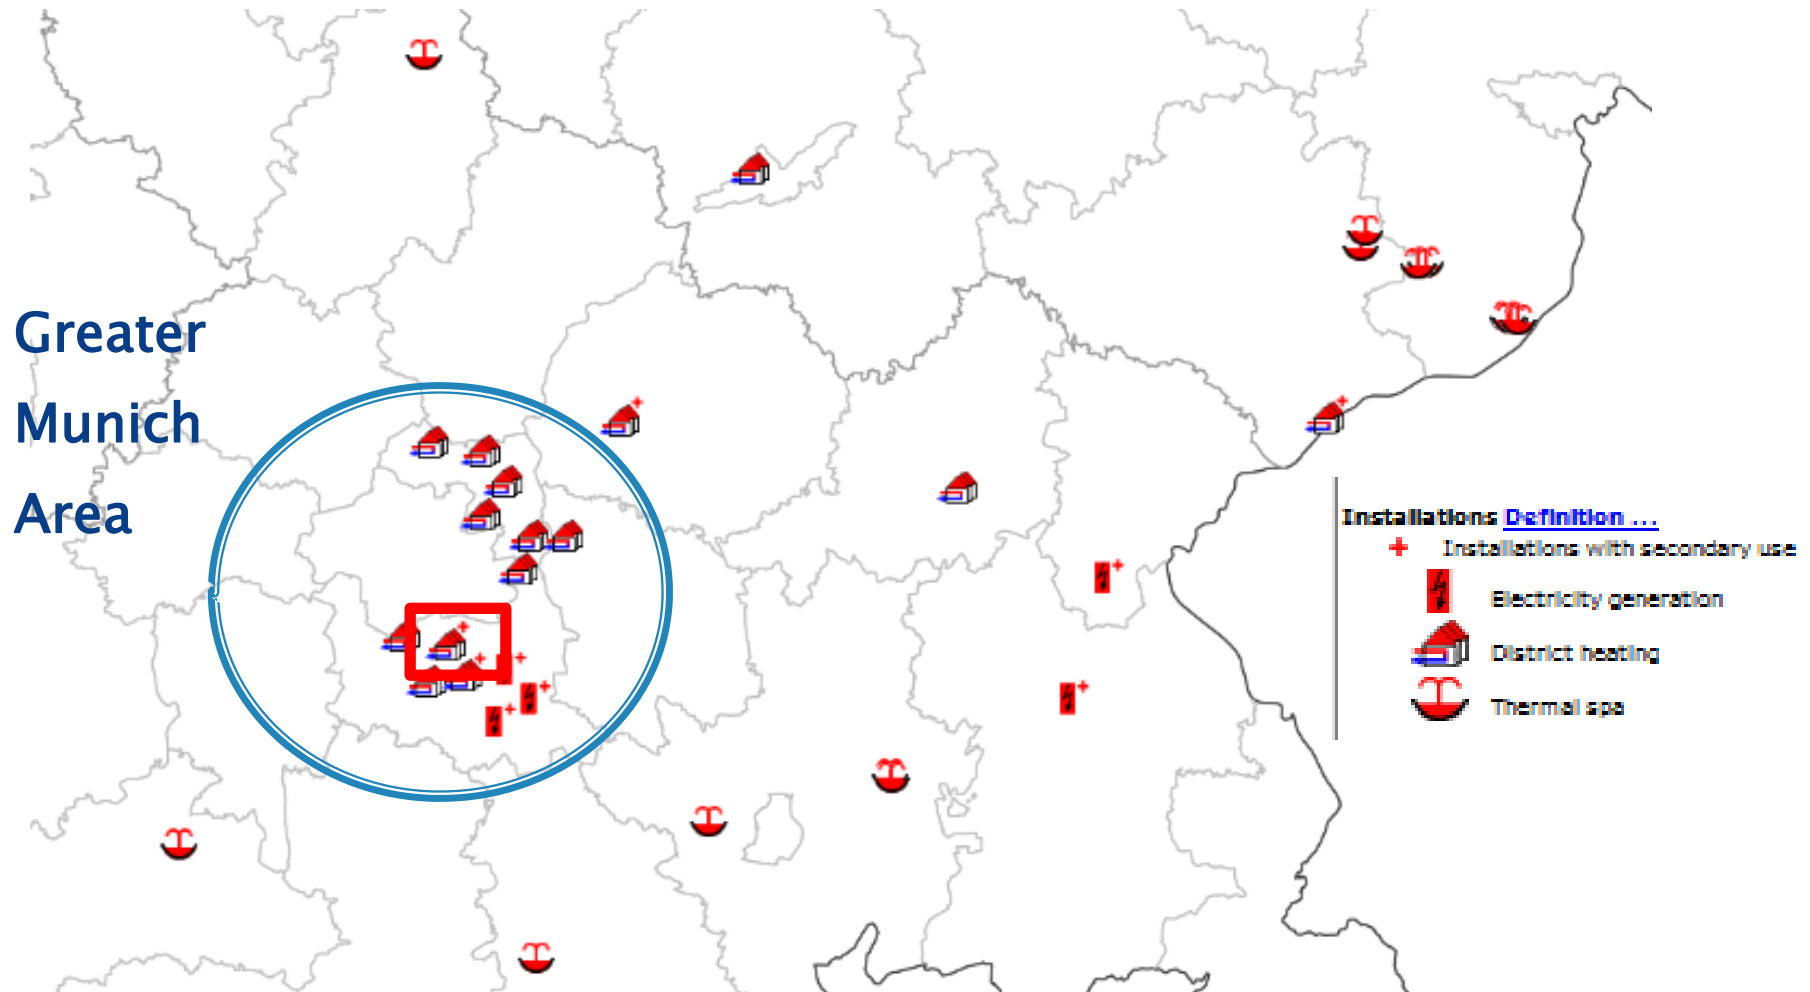 Greater
Munich
Area
Installations Definition ...
Installations with secondary use
Electricity generation
District heating
Thermal spa